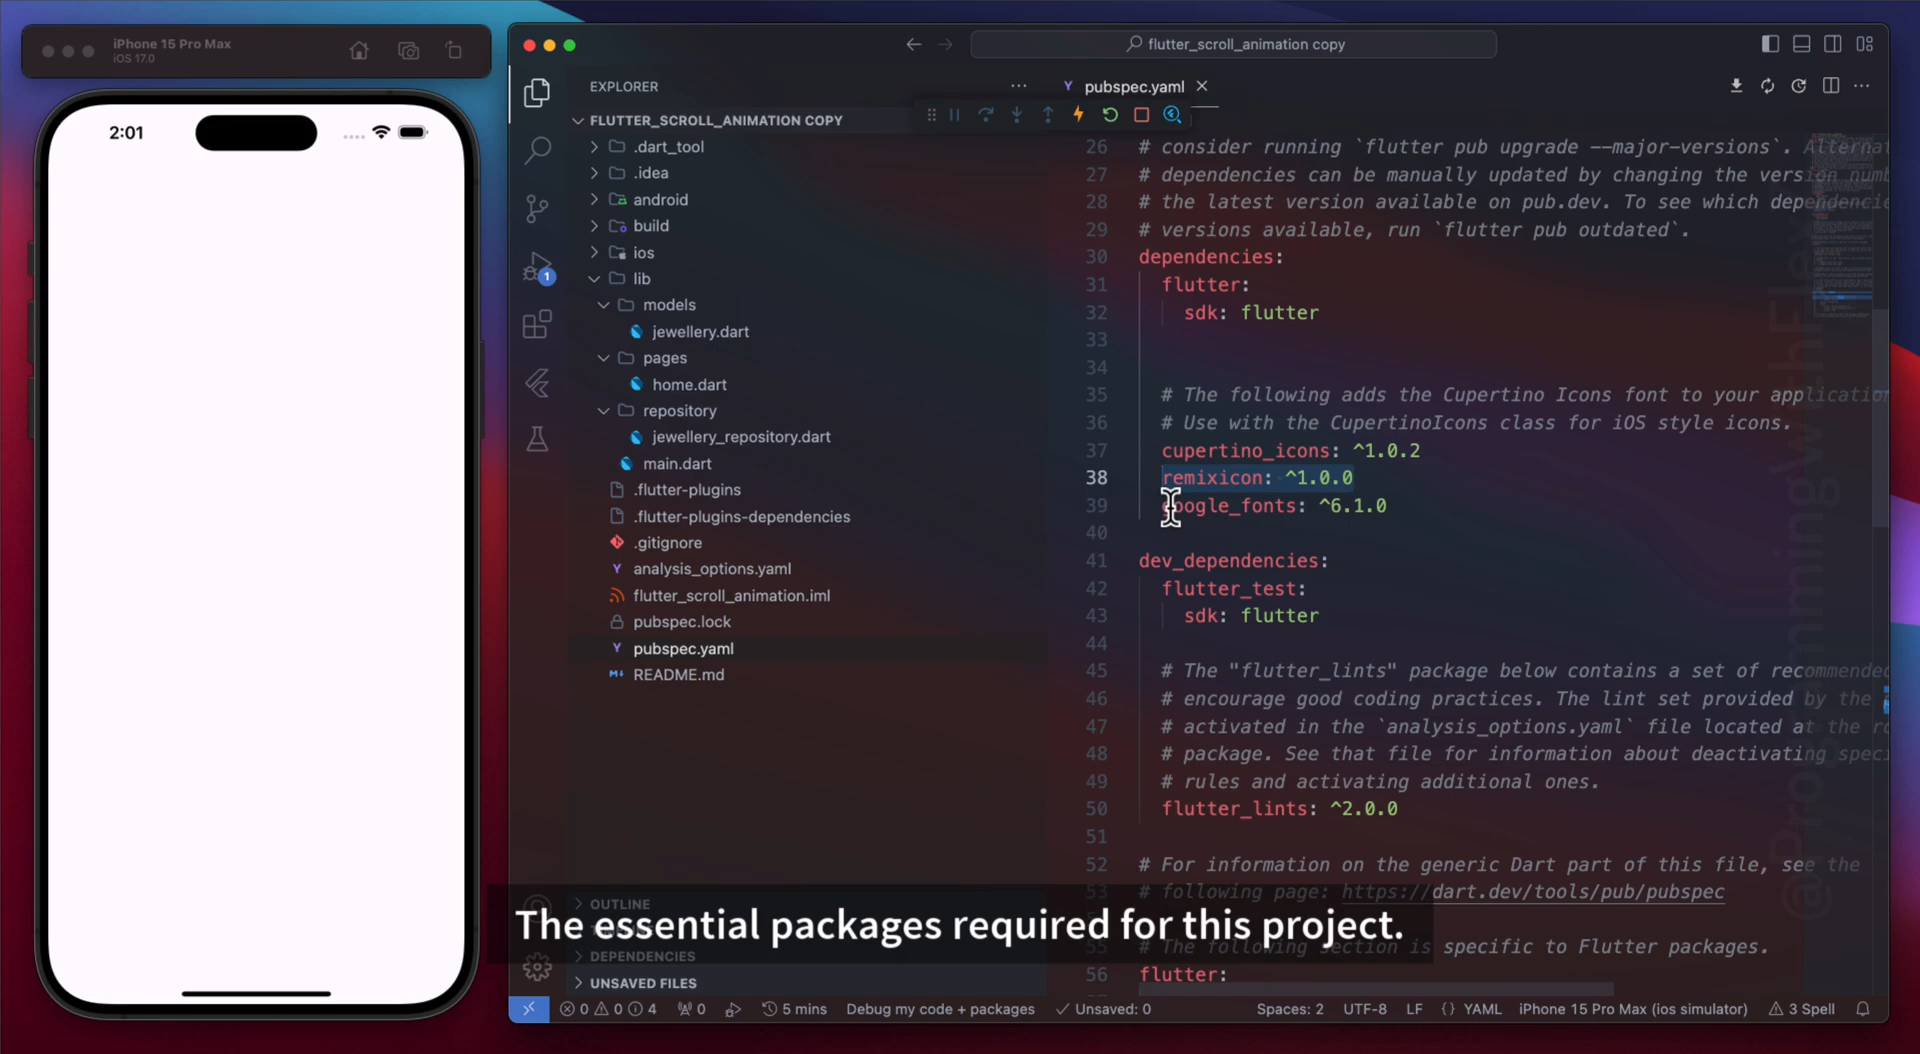 iPhone 15 Pro Max
iOS 17.0
2:01
flutter_scroll_animation copy
EXPLORER
pubspec.yaml
FLUTTER_SCROLL_ANIMATION COPY
.dart_tool
.idea
android
build
ios
lib
models
jewellery.dart
pages
home.dart
repository
jewellery_repository.dart
main.dart
.flutter-plugins
.flutter-plugins-dependencies
.gitignore
analysis_options.yaml
flutter_scroll_animation.iml
pubspec.lock
pubspec.yaml
README.md
OUTLINE
DEPENDENCIES
UNSAVED FILES
1
26 # consider running `flutter pub upgrade --major-versions`. Alternat
27 # dependencies can be manually updated by changing the version numb
28 # the latest version available on pub.dev. To see which dependencie
29 # versions available, run `flutter pub outdated`.
30 dependencies:
31 flutter:
32 sdk: flutter
33
34
35 # The following adds the Cupertino Icons font to your application
36 # Use with the CupertinoIcons class for iOS style icons.
37 cupertino_icons: ^1.0.2
38 remixicon: ^1.0.0
39 google_fonts: ^6.1.0
40
41 dev_dependencies:
42 flutter_test:
43 sdk: flutter
44
45 # The "flutter_lints" package below contains a set of recommended
46 # encourage good coding practices. The lint set provided by the
47 # activated in the `analysis_options.yaml` file located at the ro
48 # package. See that file for information about deactivating speci
49 # rules and activating additional ones.
50 flutter_lints: ^2.0.0
51
52 # For information on the generic Dart part of this file, see the
53 # following page: https://dart.dev/tools/pub/pubspec
55 # The following section is specific to Flutter packages.
56 flutter:
The essential packages required for this project.
0 0 4 0 5 mins Debug my code + packages Unsaved: 0 Spaces: 2 UTF-8 LF {} YAML iPhone 15 Pro Max (ios simulator) 3 Spell